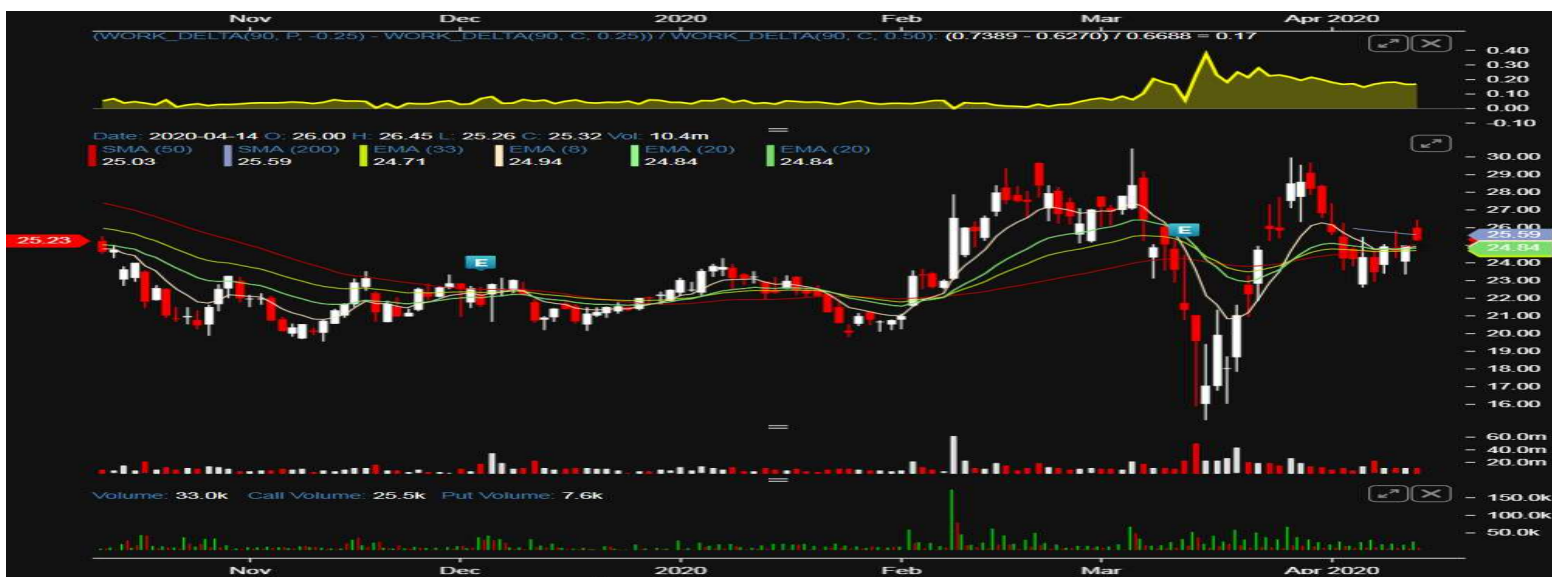 Nov Dec 2020 Feb Mar Apr 2020
(WORK_DELTA(90, P, -0.25) - WORK_DELTA(90, C, 0.25)) / WORK_DELTA(90, C, 0.50): (0.7389 - 0.6270) / 0.6688 = 0.17
0.40
0.30
0.20
0.10
0.00
-0.10
Date: 2020-04-14 O: 26.00 H: 26.45 L: 25.26 C: 25.32 Vol: 10.4m
SMA (50) SMA (200) EMA (33) EMA (8) EMA (20) EMA (20)
25.03 25.59 24.71 24.94 24.84 24.84
30.00
29.00
28.00
27.00
26.00
E
25.23
25.59
24.84
E
24.00
23.00
22.00
21.00
20.00
19.00
18.00
17.00
16.00
60.0m
40.0m
20.0m
Volume: 33.0k Call Volume: 25.5k Put Volume: 7.6k
150.0k
100.0k
50.0k
Nov Dec 2020 Feb Mar Apr 2020